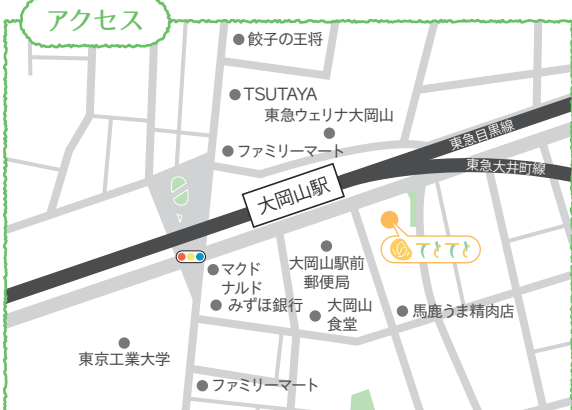 アクセス
餃子の王将
TSUTAYA
東急ウェリナ大岡山
ファミリーマート
東急目黒線
東急大井町線
大岡山駅
てとてと
マクド
ナルド
大岡山駅前
郵便局
みずほ銀行
大岡山
食堂
馬鹿うま精肉店
東京工業大学
ファミリーマート